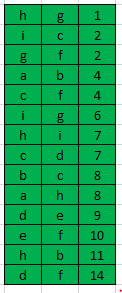 h g 1
i c 2
g f 2
a b 4
c f 4
i g 6
h i 7
c d 7
b c 8
a h 8
d e 9
e f 10
h b 11
d f 14